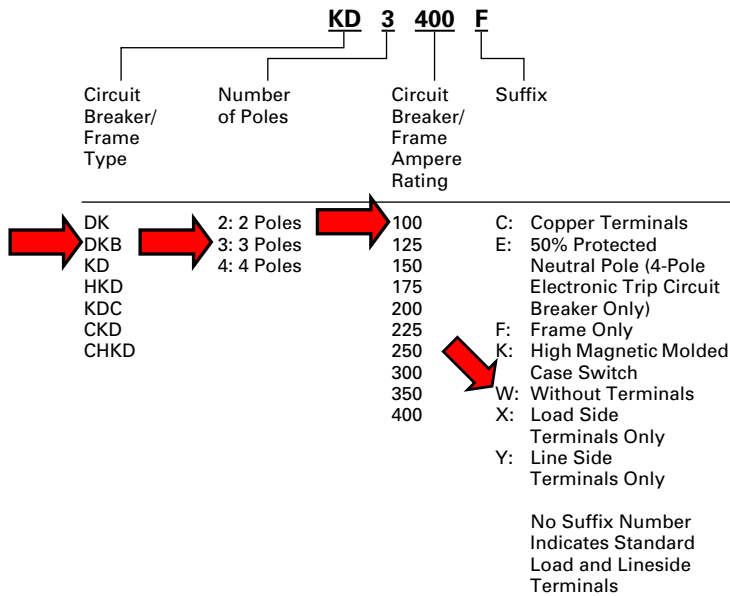 KD 3 400 F
Circuit
Breaker/
Frame
Type
Number
of Poles
Circuit
Breaker/
Frame
Ampere
Rating
Suffix
DK
DKB
KD
HKD
KDC
CKD
CHKD
2: 2 Poles
3: 3 Poles
4: 4 Poles
100
125
150
175
200
225
250
300
350
400
C: Copper Terminals
E: 50% Protected
Neutral Pole (4-Pole
Electronic Trip Circuit
Breaker Only)
F: Frame Only
K: High Magnetic Molded
Case Switch
W: Without Terminals
X: Load Side
Terminals Only
Y: Line Side
Terminals Only
No Suffix Number
Indicates Standard
Load and Lineside
Terminals